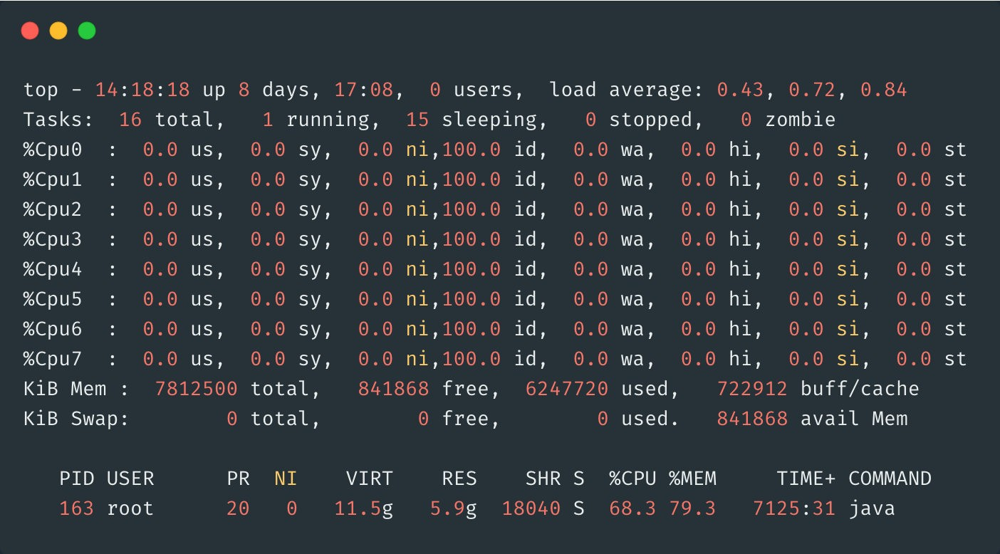 top - 14:18:18 up 8 days, 17:08,  0 users,  load average: 0.43, 0.72, 0.84
Tasks:  16 total,   1 running,  15 sleeping,   0 stopped,   0 zombie
%Cpu0  :  0.0 us,  0.0 sy,  0.0 ni,100.0 id,  0.0 wa,  0.0 hi,  0.0 si,  0.0 st
%Cpu1  :  0.0 us,  0.0 sy,  0.0 ni,100.0 id,  0.0 wa,  0.0 hi,  0.0 si,  0.0 st
%Cpu2  :  0.0 us,  0.0 sy,  0.0 ni,100.0 id,  0.0 wa,  0.0 hi,  0.0 si,  0.0 st
%Cpu3  :  0.0 us,  0.0 sy,  0.0 ni,100.0 id,  0.0 wa,  0.0 hi,  0.0 si,  0.0 st
%Cpu4  :  0.0 us,  0.0 sy,  0.0 ni,100.0 id,  0.0 wa,  0.0 hi,  0.0 si,  0.0 st
%Cpu5  :  0.0 us,  0.0 sy,  0.0 ni,100.0 id,  0.0 wa,  0.0 hi,  0.0 si,  0.0 st
%Cpu6  :  0.0 us,  0.0 sy,  0.0 ni,100.0 id,  0.0 wa,  0.0 hi,  0.0 si,  0.0 st
%Cpu7  :  0.0 us,  0.0 sy,  0.0 ni,100.0 id,  0.0 wa,  0.0 hi,  0.0 si,  0.0 st
KiB Mem :  7812500 total,   841868 free,  6247720 used,   722912 buff/cache
KiB Swap:        0 total,        0 free,        0 used.   841868 avail Mem
   PID USER      PR  NI    VIRT    RES    SHR S  %CPU %MEM     TIME+ COMMAND
   163 root      20   0   11.5g   5.9g  18040 S  68.3 79.3   7125:31 java